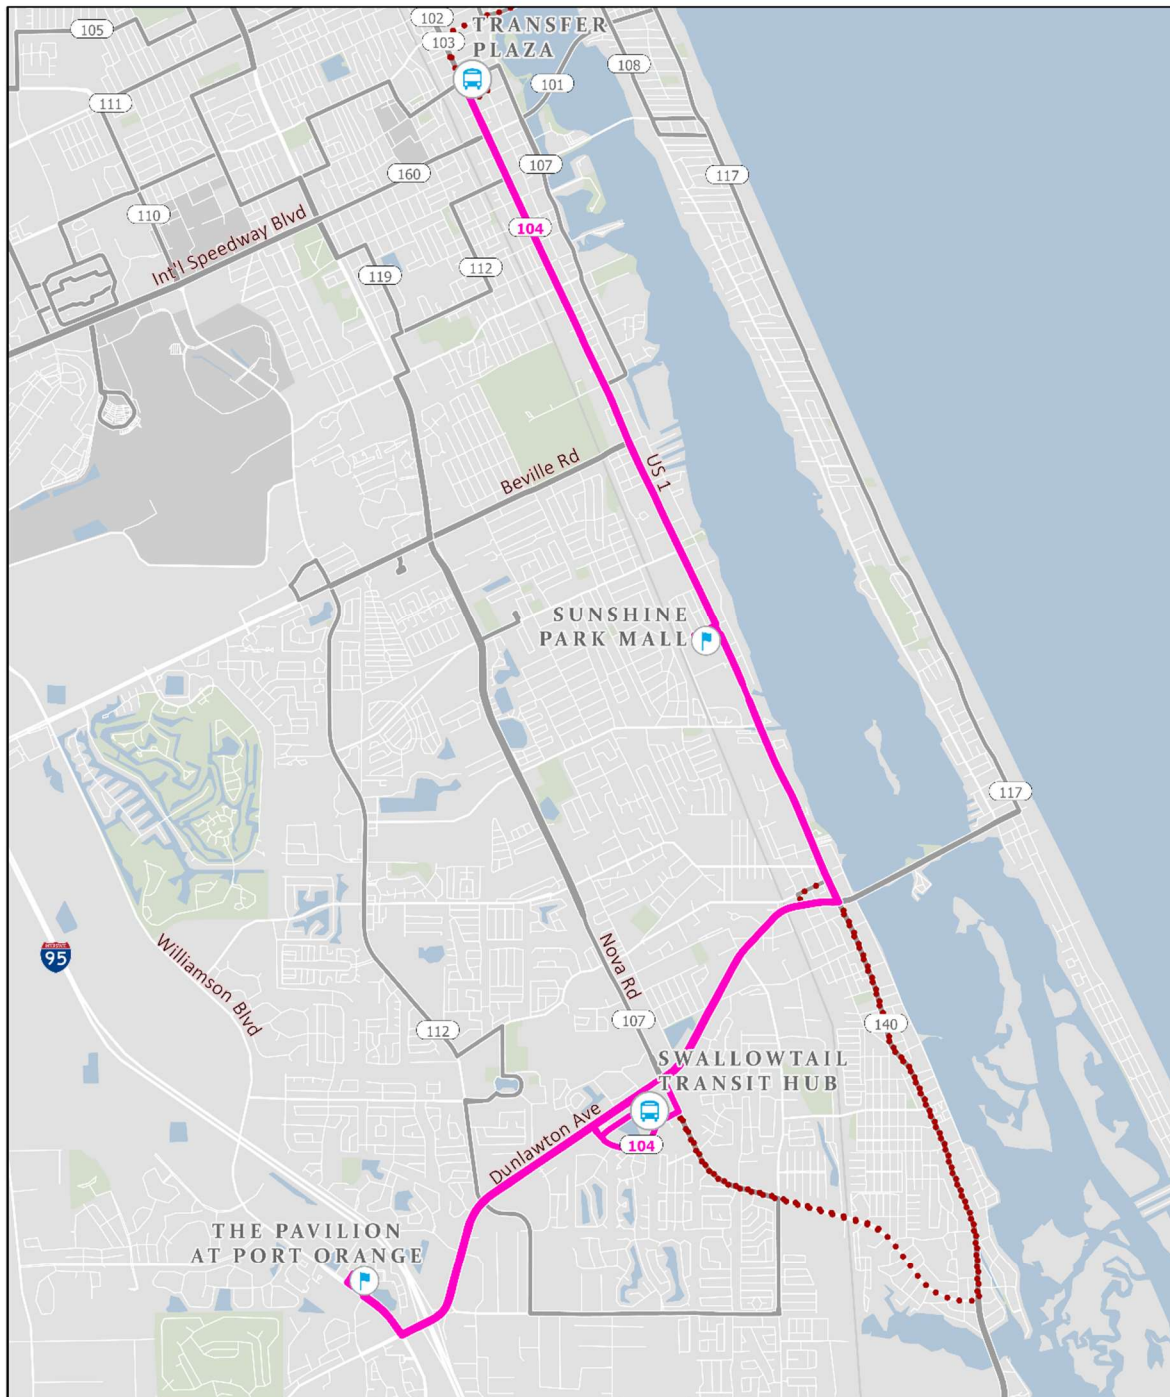 102
TRANSFER
PLAZA
105
103
108
101
111
107
160
117
110
104
Int'l Speedway Blvd
119
112
Beville Rd
US 1
SUNSHINE
PARK MALL
117
Nova Rd
Williamson Blvd
95
107
140
112
SWALLOWTAIL
TRANSIT HUB
Dunlawton Ave
104
THE PAVILION
AT PORT ORANGE